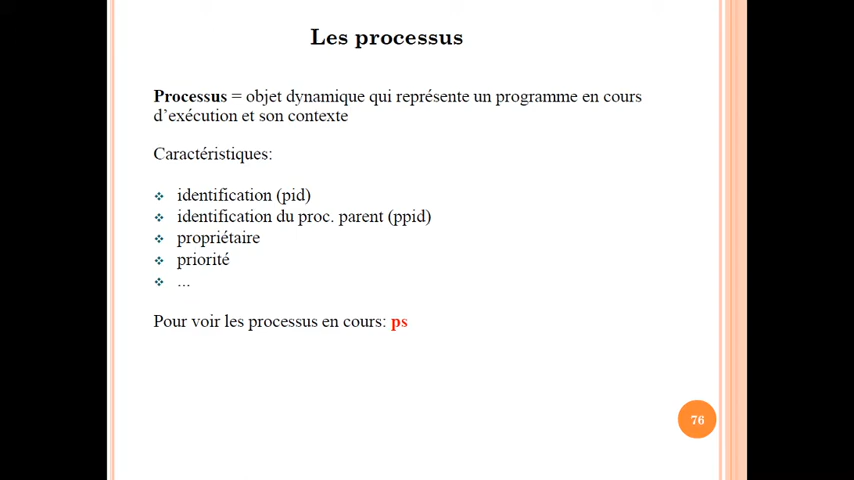 Les processus
Processus = objet dynamique qui représente un programme en cours
d'exécution et son contexte
Caractéristiques:
❖ identification (pid)
❖ identification du proc. parent (ppid)
❖ propriétaire
❖ priorité
❖ ...
Pour voir les processus en cours: ps
76